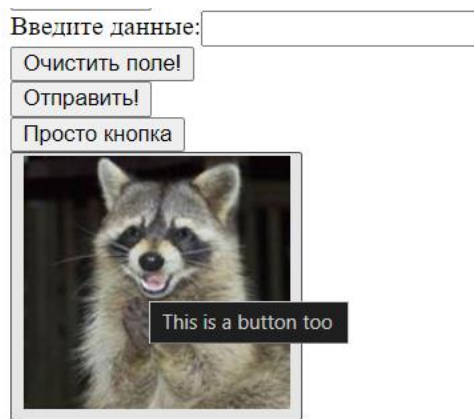 Введите данные:
Очистить поле!
Отправить!
Просто кнопка
This is a button too